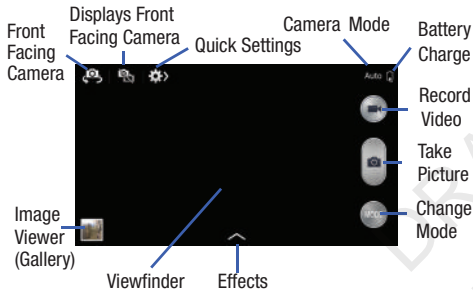 Displays Front
Facing Camera
Front
Facing
Camera
Quick Settings
Camera Mode
Battery
Charge
Auto
Record
Video
Take
Picture
MODE
Change
Mode
Image
Viewer
(Gallery)
Viewfinder
Effects
DRA